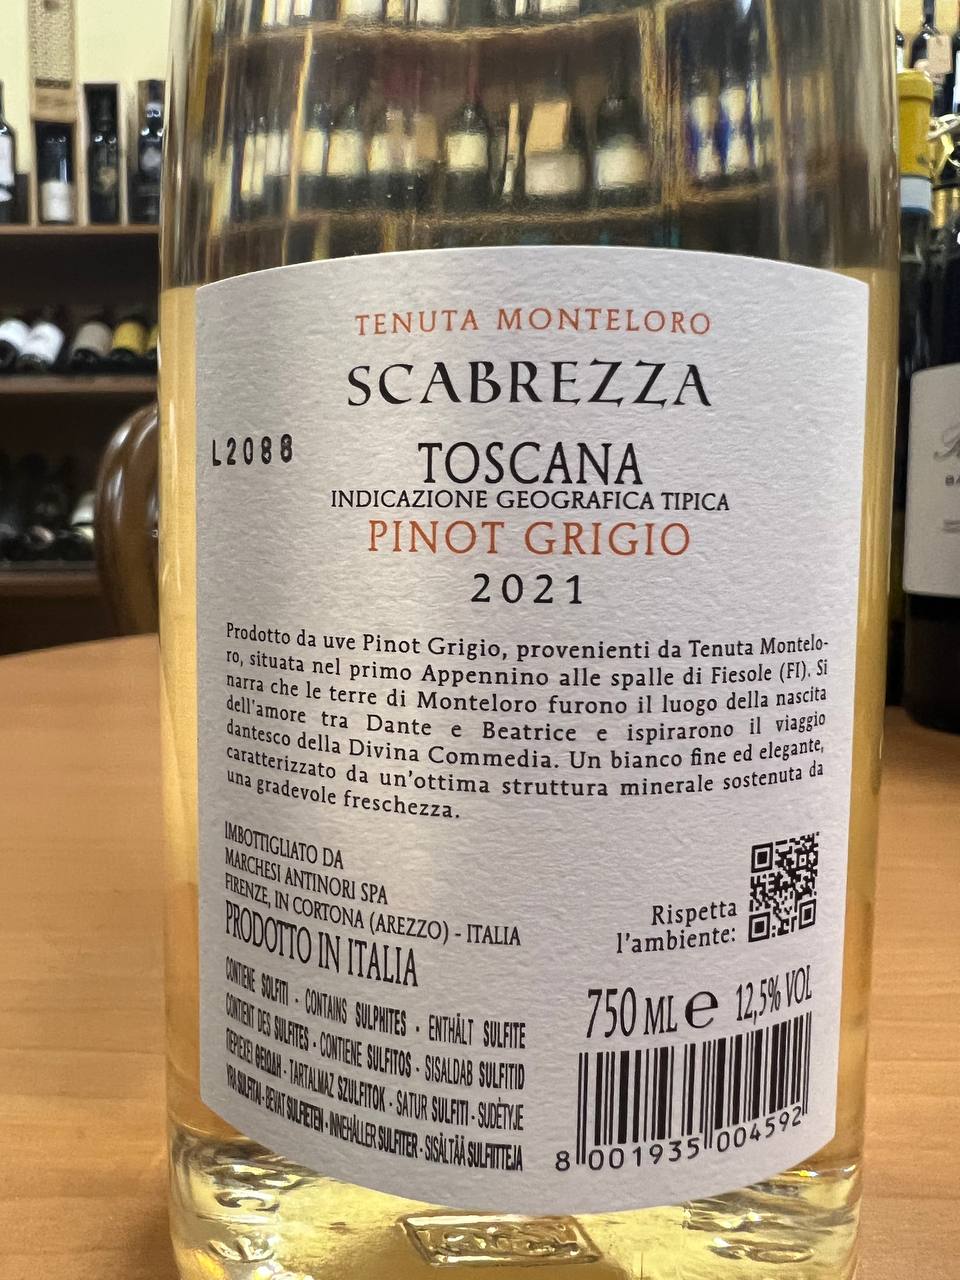 TENUTA MONTELORO
SCABREZZA
L2088
TOSCANA
INDICAZIONE GEOGRAFICA TIPICA
PINOT GRIGIO
2021
Prodotto da uve Pinot Grigio, provenienti da Tenuta Montelo-
ro, situata nel primo Appennino alle spalle di Fiesole (FI). Si
narra che le terre di Monteloro furono il luogo della nascita
dell'amore tra Dante e Beatrice e ispirarono il viaggio
dantesco della Divina Commedia. Un bianco fine ed elegante,
caratterizzato da un'ottima struttura minerale sostenuta da
una gradevole freschezza.
IMBOTTIGLIATO DA
MARCHESI ANTINORI SPA
FIRENZE, IN CORTONA (AREZZO) - ITALIA
PRODOTTO IN ITALIA
Rispetta
l'ambiente:
CONTIENE SOLFITI - CONTAINS SULPHITES - ENTHÄLT SULFITE
CONTIENT DES SULFITES - CONTIENE SULFITOS - SISALDAB SULFITID
ΠΕΡΙΕΧΕΙ ΘΕΙΩΔΗ - TARTALMAZ SZULFITOK - SATUR SULFITI - SUDĖTYJE
YRA SULFITAI - BEVAT SULFIETEN - INNEHÅLLER SULFITER - SISÄLTÄÄ SULFIITTEJA
750 ML e 12,5% VOL
8 001935 004592